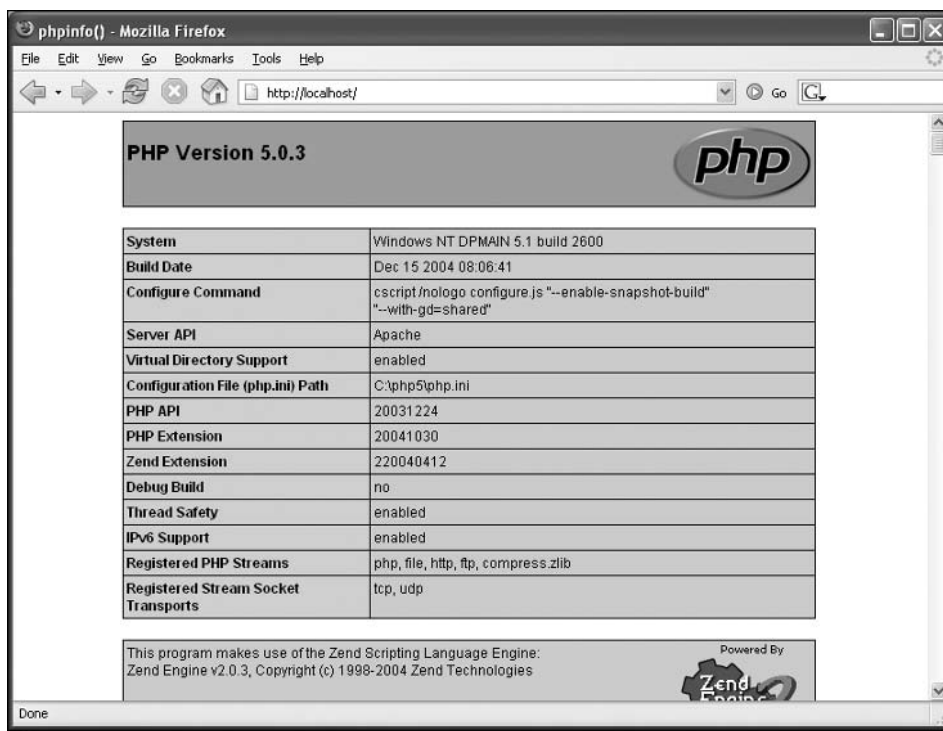 phpinfo() - Mozilla Firefox
File Edit View Go Bookmarks Tools Help
http://localhost/ Go G
PHP Version 5.0.3
php
System Windows NT DPMAIN 5.1 build 2600
Build Date Dec 15 2004 08:06:41
Configure Command cscript /nologo configure.js "--enable-snapshot-build"
"--with-gd=shared"
Server API Apache
Virtual Directory Support enabled
Configuration File (php.ini) Path C:\php5\php.ini
PHP API 20031224
PHP Extension 20041030
Zend Extension 220040412
Debug Build no
Thread Safety enabled
IPv6 Support enabled
Registered PHP Streams php, file, http, ftp, compress.zlib
Registered Stream Socket tcp, udp
Transports
This program makes use of the Zend Scripting Language Engine:
Zend Engine v2.0.3, Copyright (c) 1998-2004 Zend Technologies
Powered By
Zend
Engine
Done